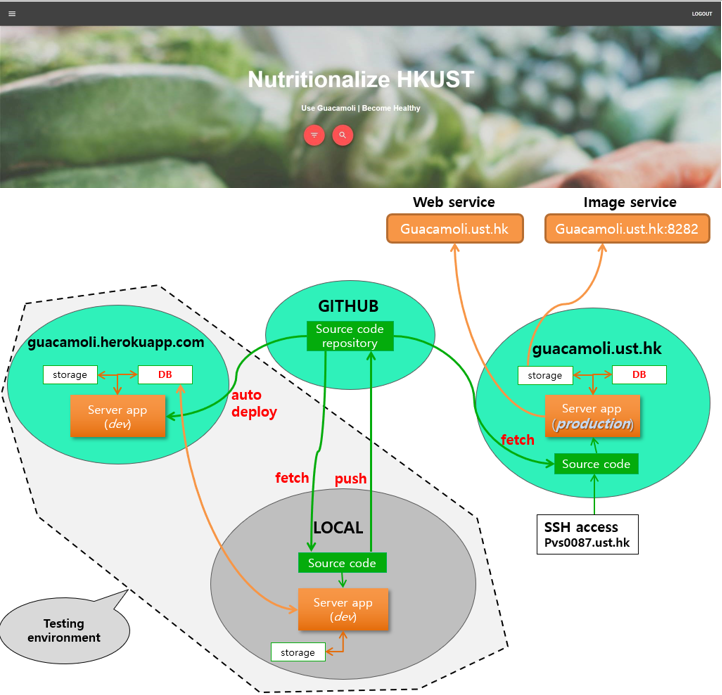 LOGOUT
Nutritionalize HKUST
Use Guacamoli | Become Healthy
Web service
Image service
Guacamoli.ust.hk
Guacamoli.ust.hk:8282
GITHUB
Source code
repository
guacamoli.herokuapp.com
storage
DB
Server app
(dev)
auto
deploy
guacamoli.ust.hk
storage
DB
Server app
(production)
fetch
Source code
SSH access
Pvs0087.ust.hk
fetch
push
LOCAL
Source code
Server app
(dev)
storage
Testing
environment